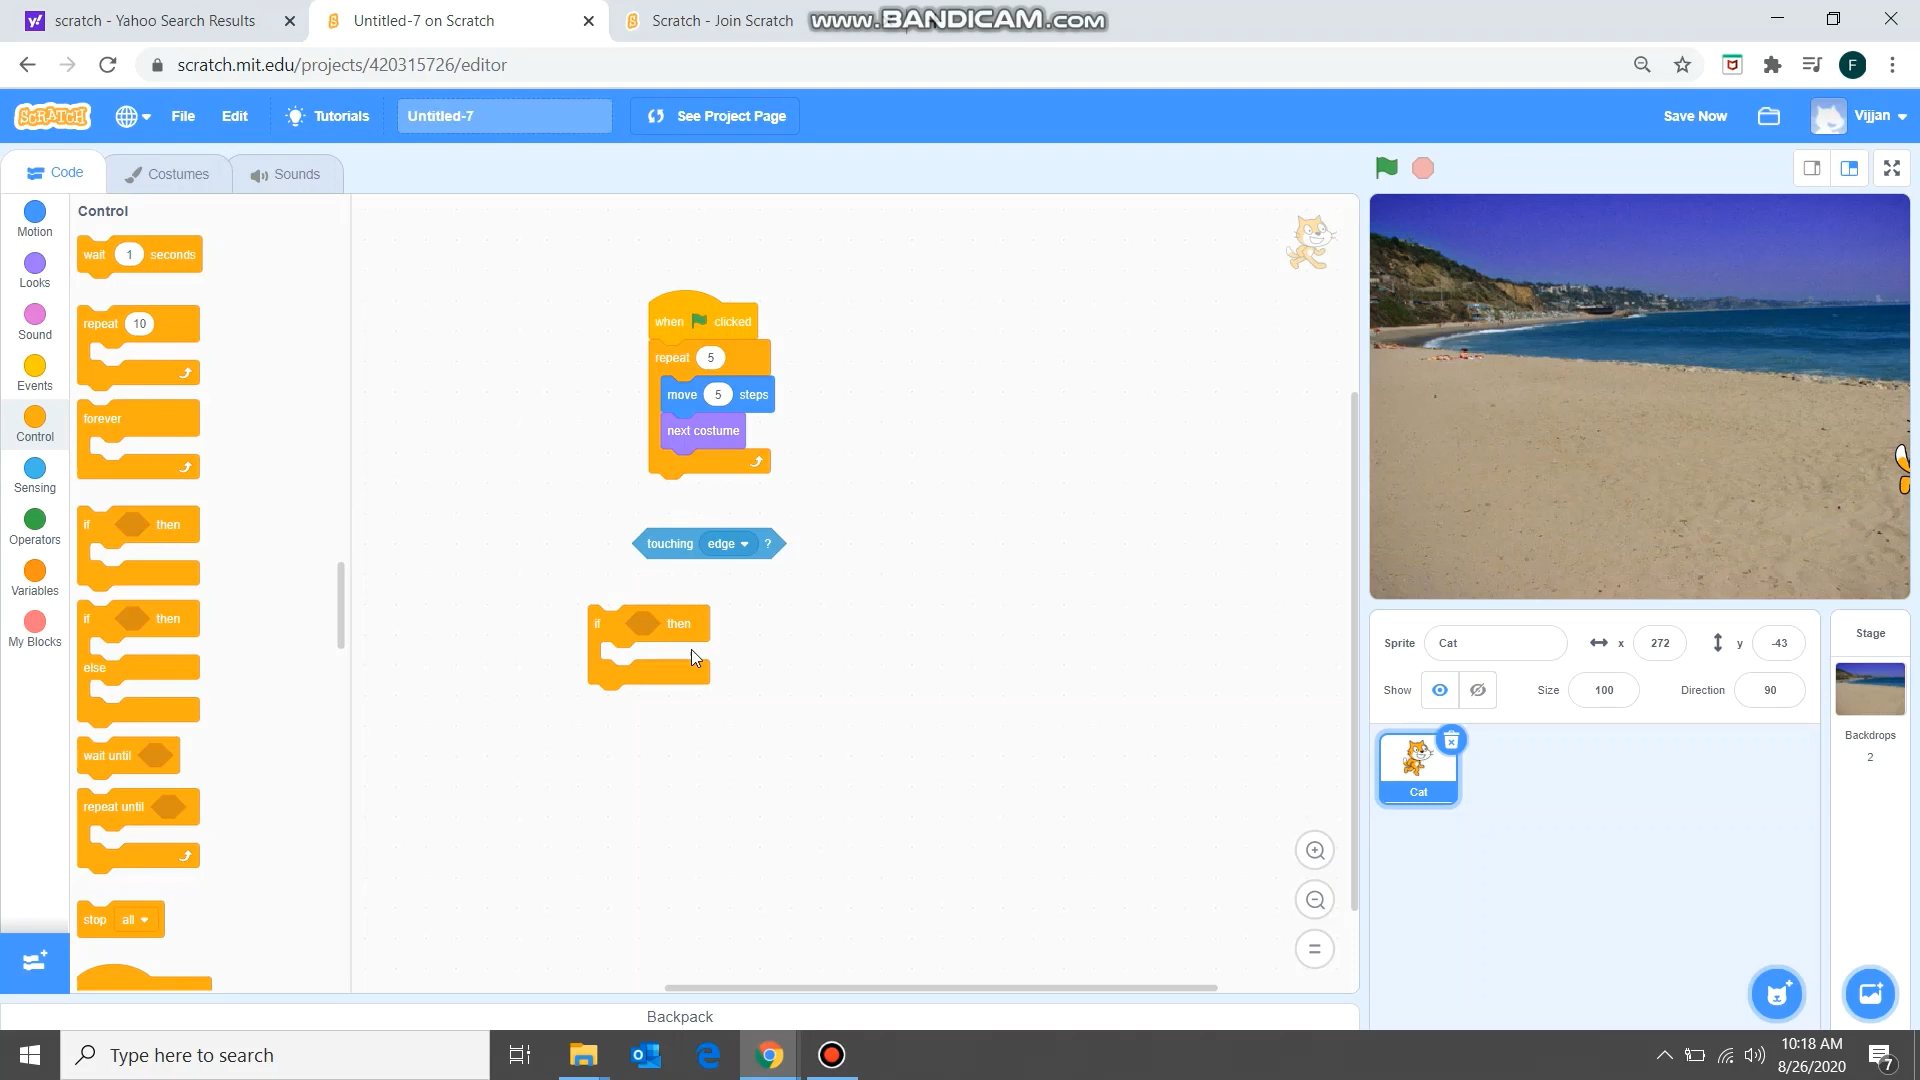 scratch - Yahoo Search Results
Untitled-7 on Scratch
Scratch - Join Scratch
www.BANDICAM.com
scratch.mit.edu/projects/420315726/editor
F
SCRATCH
File
Edit
Tutorials
Untitled-7
See Project Page
Save Now
Vijjan
Code
Costumes
Sounds
Motion
Looks
Sound
Events
Control
Sensing
Operators
Variables
My Blocks
Control
wait 1 seconds
repeat 10
forever
if then
if then
else
wait until
repeat until
stop all
when clicked
repeat 5
move 5 steps
next costume
touching edge ?
if then
Backpack
Sprite Cat x 272 y -43
Show Size 100 Direction 90
Cat
Stage
Backdrops
2
Type here to search
10:18 AM
8/26/2020
7